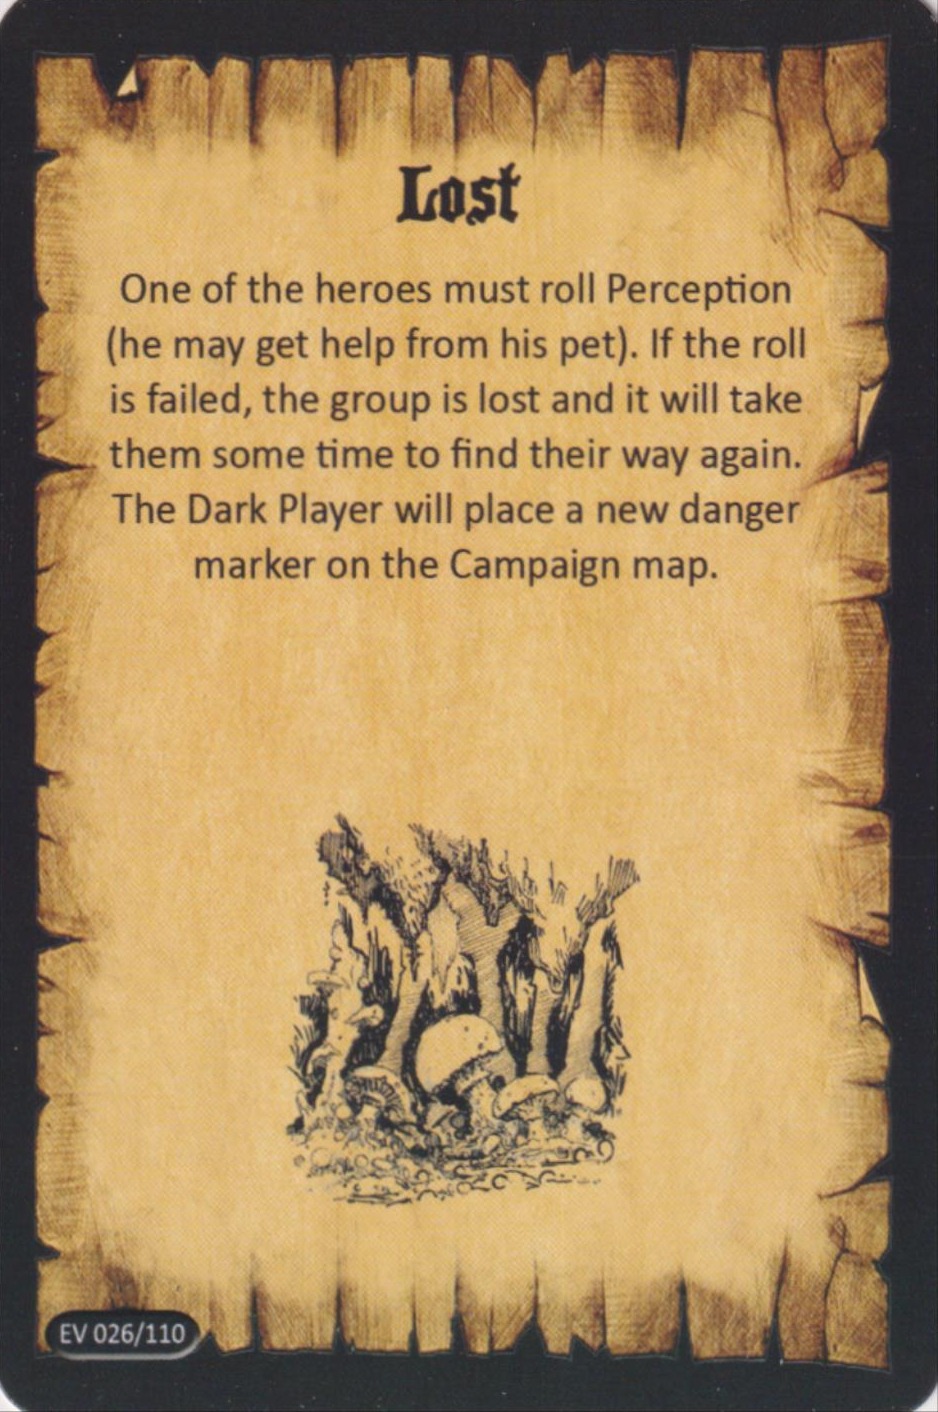 Lost
One of the heroes must roll Perception
(he may get help from his pet). If the roll
is failed, the group is lost and it will take
them some time to find their way again.
The Dark Player will place a new danger
marker on the Campaign map.
EV 026/110